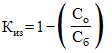 Kиз = 1 − (Cо / Cб)